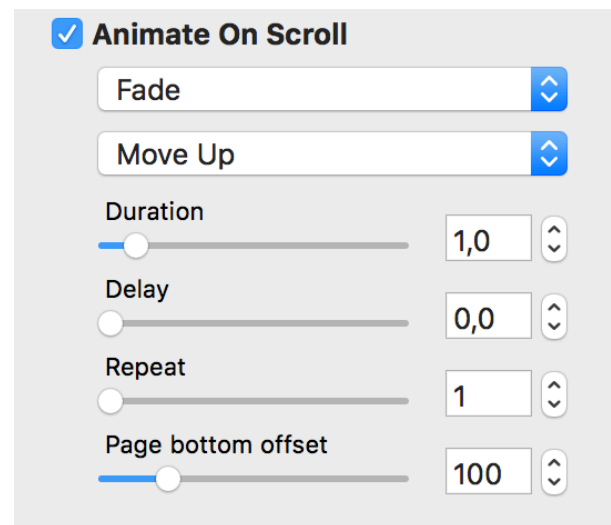 Animate On Scroll
Fade
Move Up
Duration
1,0
Delay
0,0
Repeat
1
Page bottom offset
100